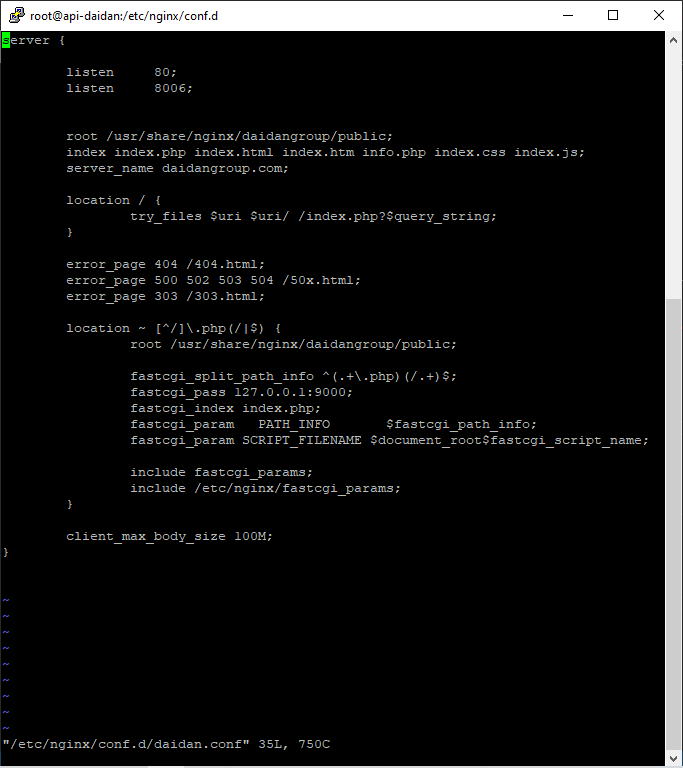 root@api-daidan:/etc/nginx/conf.d
server {
listen     80;
listen     8006;
root /usr/share/nginx/daidangroup/public;
index index.php index.html index.htm info.php index.css index.js;
server_name daidangroup.com;
location / {
try_files $uri $uri/ /index.php?$query_string;
}
error_page 404 /404.html;
error_page 500 502 503 504 /50x.html;
error_page 303 /303.html;
location ~ [^/]\.php(/|$) {
root /usr/share/nginx/daidangroup/public;
fastcgi_split_path_info ^(.+\.php)(/.+)$;
fastcgi_pass 127.0.0.1:9000;
fastcgi_index index.php;
fastcgi_param   PATH_INFO       $fastcgi_path_info;
fastcgi_param SCRIPT_FILENAME $document_root$fastcgi_script_name;
include fastcgi_params;
include /etc/nginx/fastcgi_params;
}
client_max_body_size 100M;
}
~
~
~
~
~
~
~
~
~
"/etc/nginx/conf.d/daidan.conf" 35L, 750C